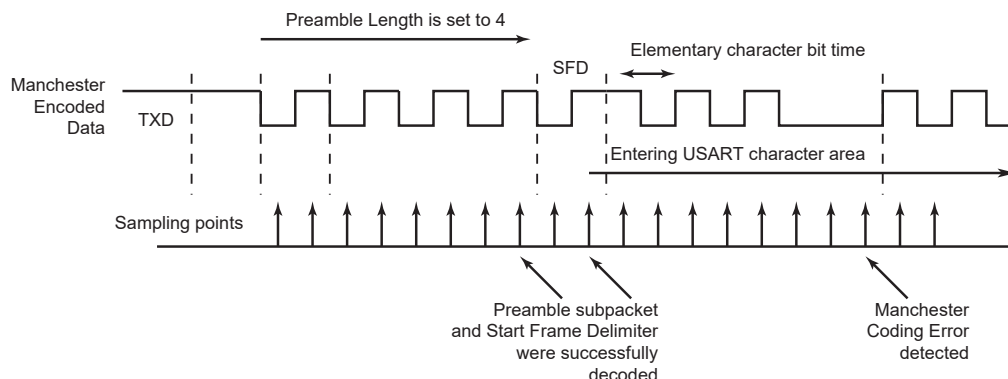 Preamble Length is set to 4
Elementary character bit time
SFD
Manchester
Encoded
Data
TXD
Entering USART character area
Sampling points
Preamble subpacket
and Start Frame Delimiter
were successfully
decoded
Manchester
Coding Error
detected